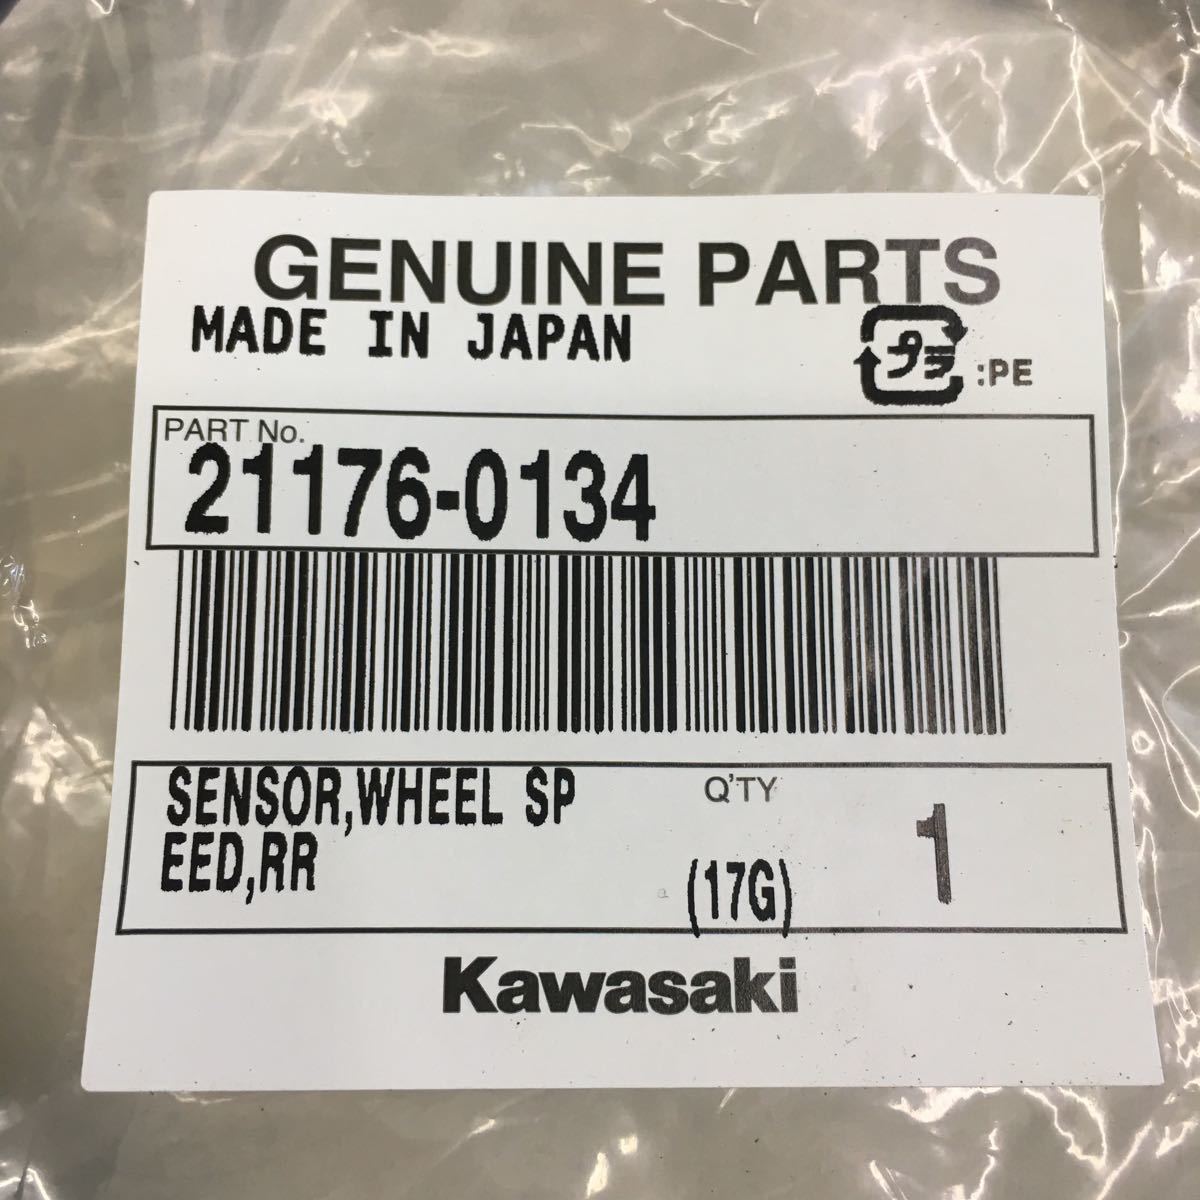 GENUINE PARTS
MADE IN JAPAN
プラ :PE
PART No.
21176-0134
SENSOR,WHEEL SP
EED,RR
Q'TY
(17G)
1
Kawasaki